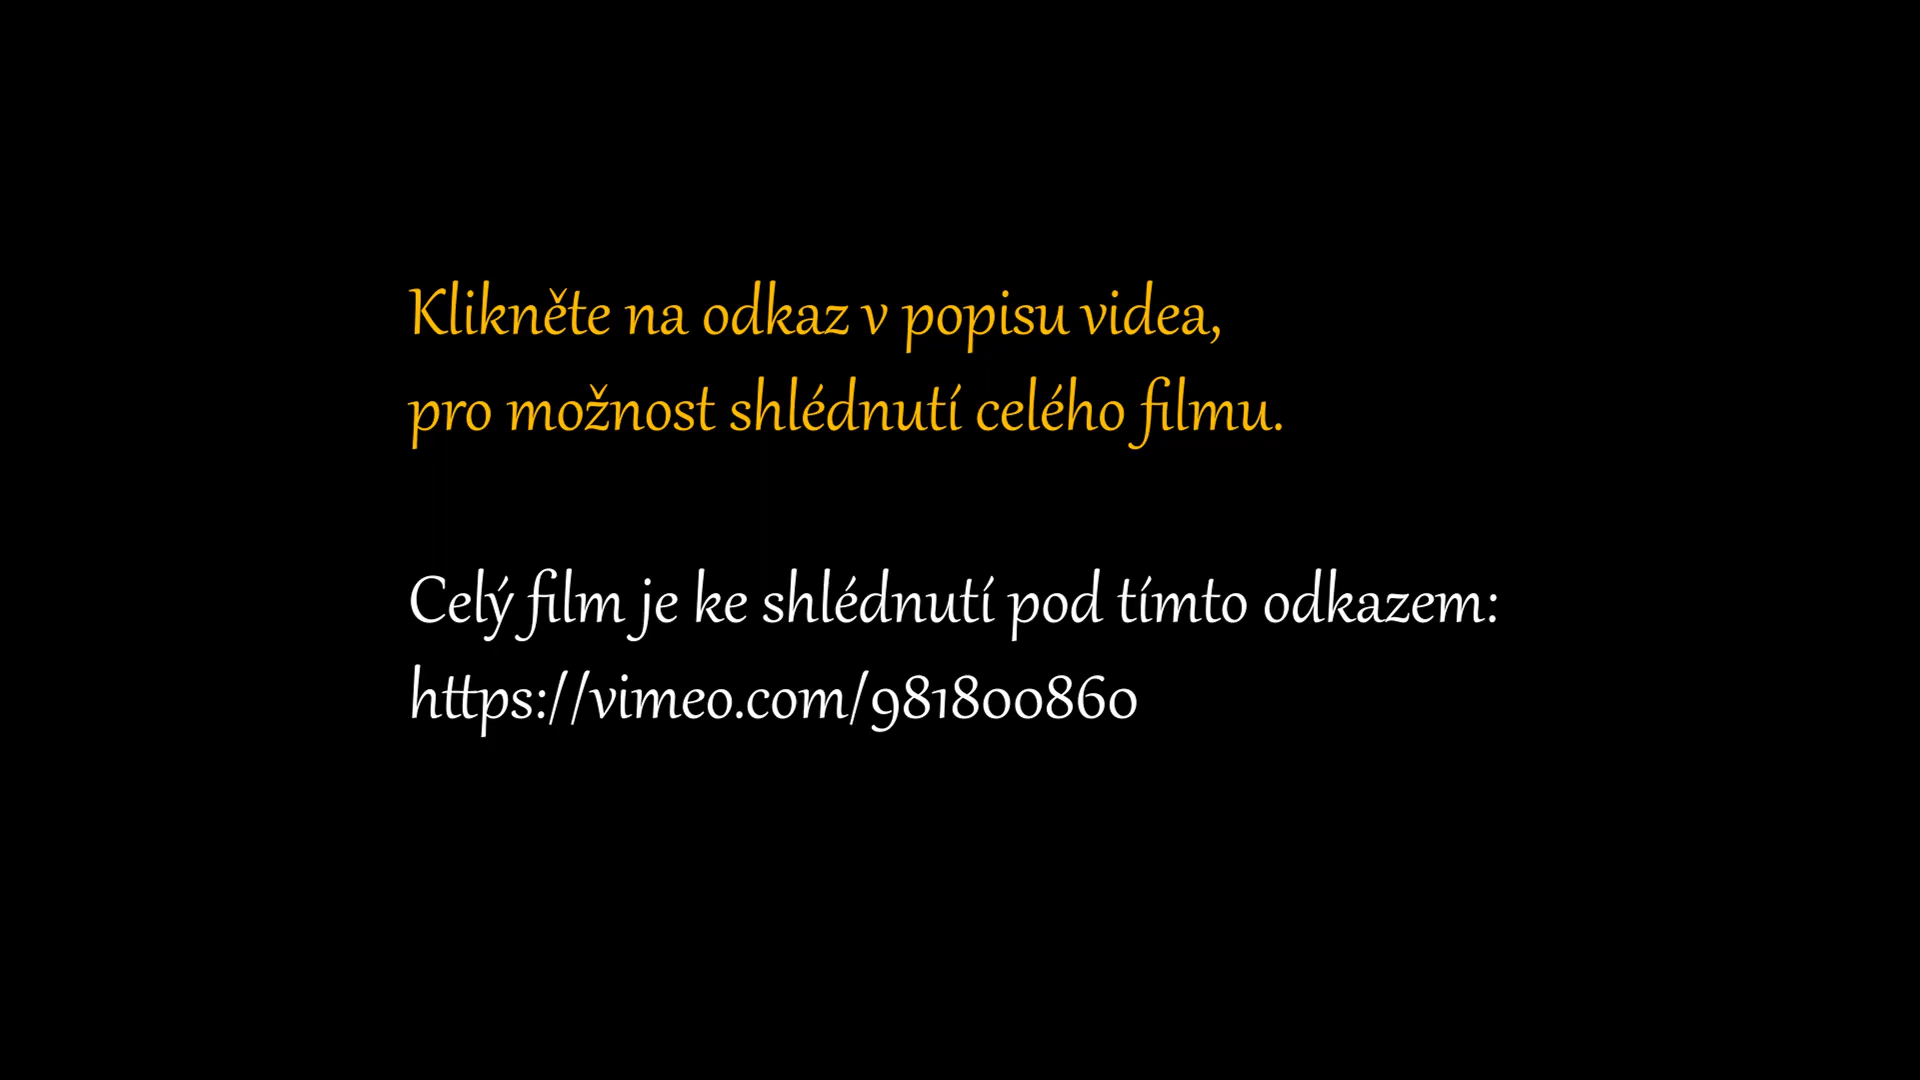 Klikněte na odkaz v popisu videa,
pro možnost shlédnutí celého filmu.
Celý film je ke shlédnutí pod tímto odkazem:
https://vimeo.com/981800860